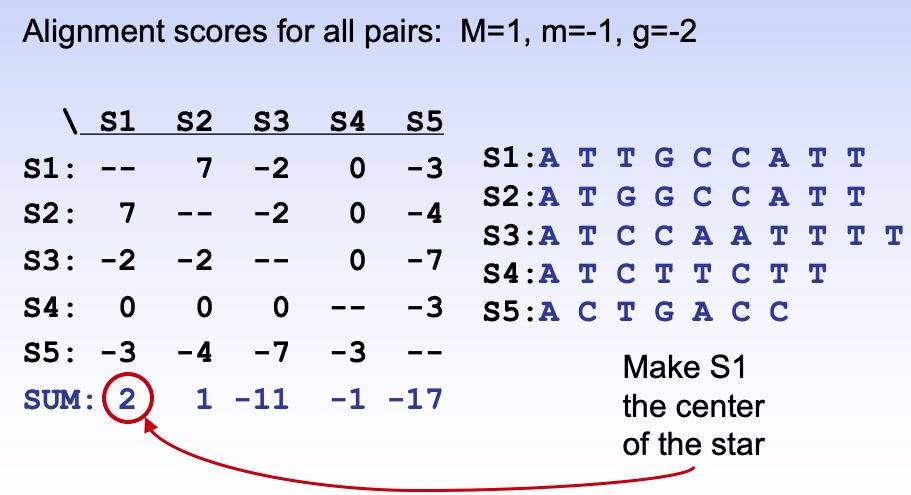 Alignment scores for all pairs: M=1, m=-1, g=-2
\ S1 S2 S3 S4 S5
S1: -- 7 -2 0 -3
S2: 7 -- -2 0 -4
S3: -2 -2 -- 0 -7
S4: 0 0 0 -- -3
S5: -3 -4 -7 -3 --
SUM: 2 1 -11 -1 -17
S1:A T T G C C A T T
S2:A T G G C C A T T
S3:A T C C A A T T T T
S4:A T C T T C T T
S5:A C T G A C C
Make S1
the center
of the star